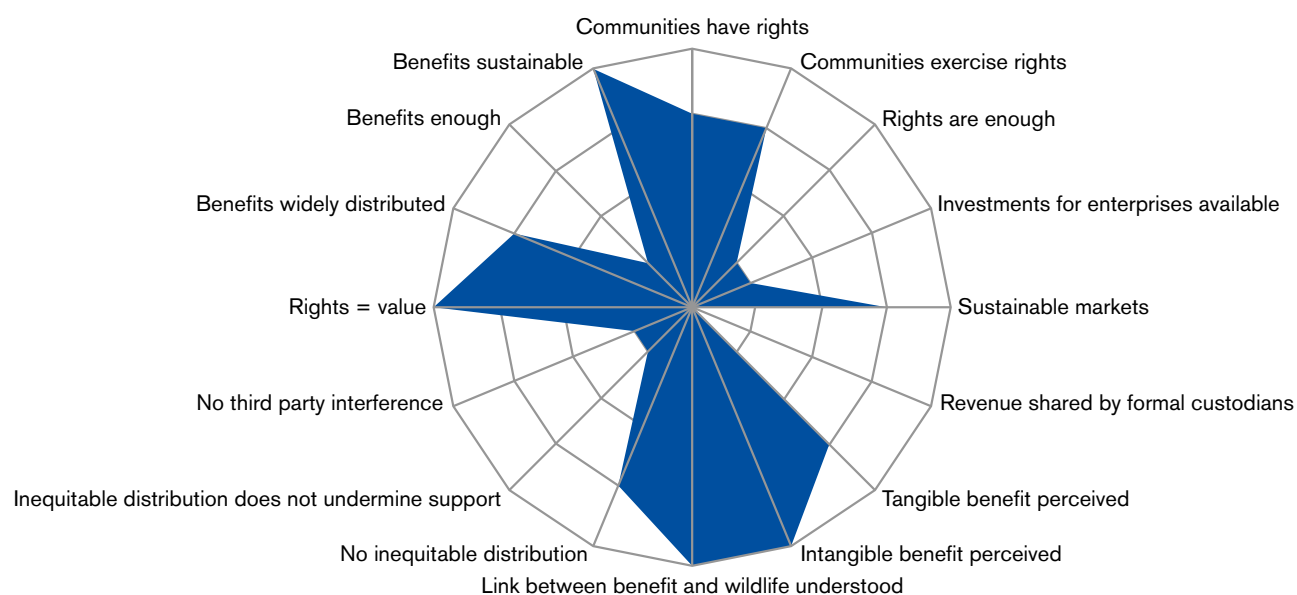 Communities have rights
Benefits sustainable
Communities exercise rights
Benefits enough
Rights are enough
Benefits widely distributed
Investments for enterprises available
Rights = value
Sustainable markets
No third party interference
Revenue shared by formal custodians
Inequitable distribution does not undermine support
Tangible benefit perceived
No inequitable distribution
Intangible benefit perceived
Link between benefit and wildlife understood